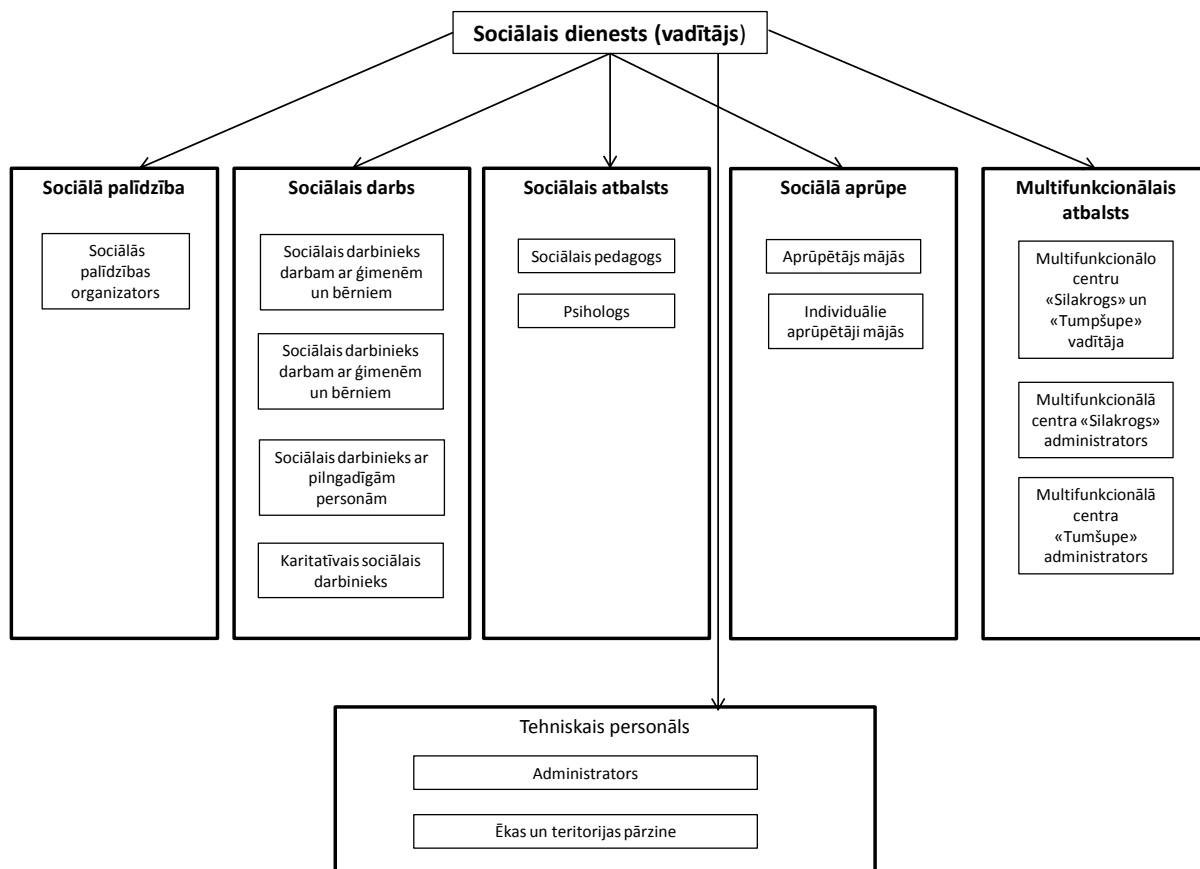 Sociālais dienests (vadītājs)
Sociālā palīdzība
Sociālās
palīdzības
organizators
Sociālais darbs
Sociālais darbinieks
darbam ar ģimenēm
un bērniem
Sociālais darbinieks
darbam ar ģimenēm
un bērniem
Sociālais darbinieks ar
pilngadīgām
personām
Karitatīvais sociālais
darbinieks
Sociālais atbalsts
Sociālais pedagogs
Psihologs
Sociālā aprūpe
Aprūpētājs mājās
Individuālie
aprūpētāji mājās
Multifunkcionālais
atbalsts
Multifunkcionālo
centru
«Silakrogs» un
«Tumpšupe»
vadītāja
Multifunkcionālā
centra «Silakrogs»
administrators
Multifunkcionālā
centra
«Tumšupe»
administrators
Tehniskais personāls
Administrators
Ēkas un teritorijas pārzine